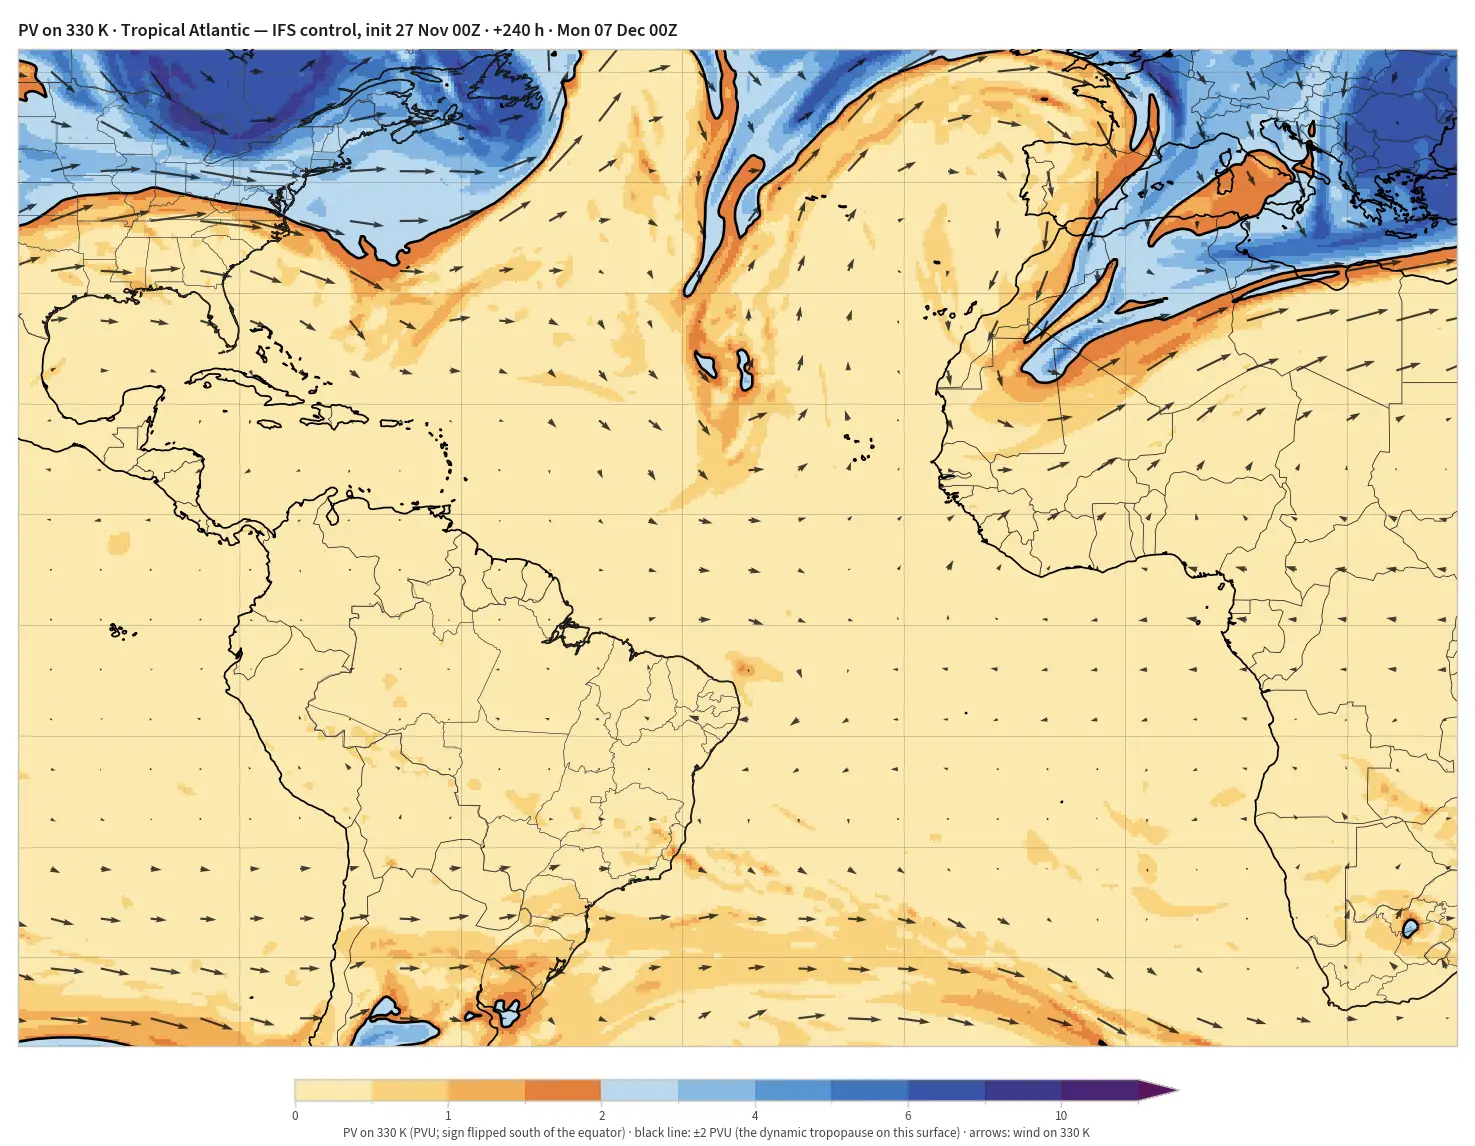 PV on 330 K · Tropical Atlantic — IFS control, init 27 Nov 00Z · +240 h · Mon 07 Dec 00Z
0 1 2 4 6 10
PV on 330 K (PVU; sign flipped south of the equator) · black line: ±2 PVU (the dynamic tropopause on this surface) · arrows: wind on 330 K